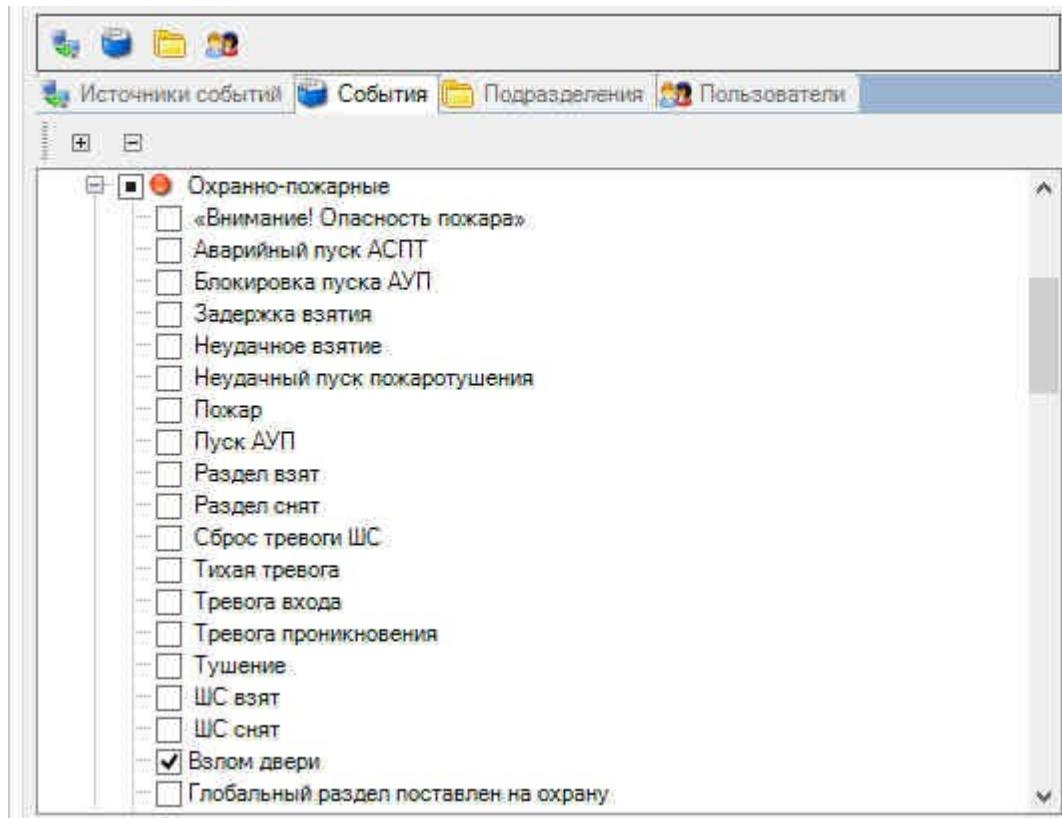 Источники событий События Подразделения Пользователи
Охранно-пожарные
«Внимание! Опасность пожара»
Аварийный пуск АСПТ
Блокировка пуска АУП
Задержка взятия
Неудачное взятие
Неудачный пуск пожаротушения
Пожар
Пуск АУП
Раздел взят
Раздел снят
Сброс тревоги ШС
Тихая тревога
Тревога входа
Тревога проникновения
Тушение
ШС взят
ШС снят
Взлом двери
Глобальный раздел поставлен на охрану